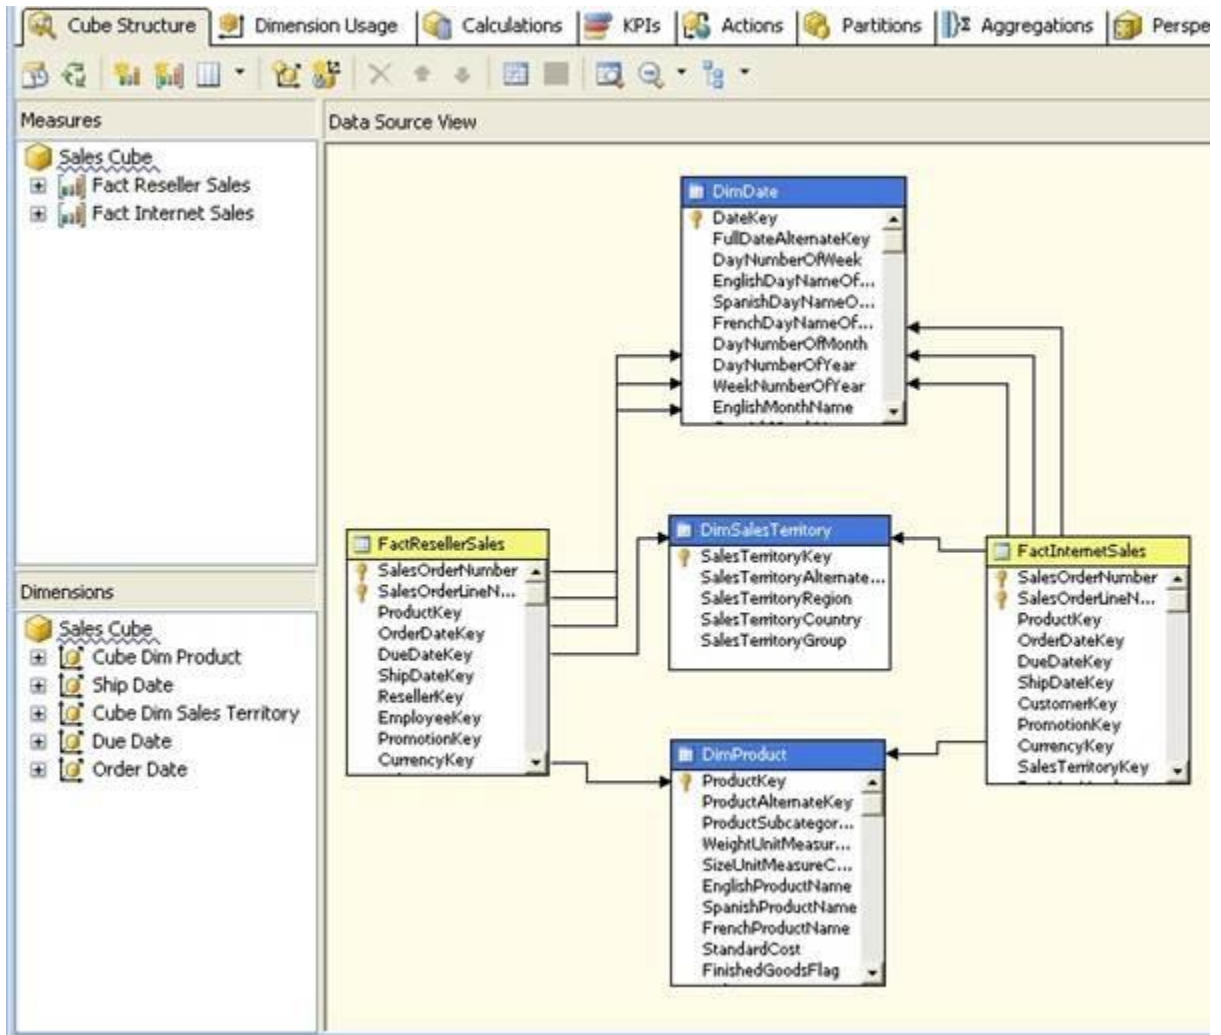 Cube Structure Dimension Usage Calculations KPIs Actions Partitions Aggregations Perspe
Measures
Sales Cube
Fact Reseller Sales
Fact Internet Sales
Dimensions
Sales Cube
Cube Dim Product
Ship Date
Cube Dim Sales Territory
Due Date
Order Date
Data Source View
DimDate
DateKey
FullDateAlternateKey
DayNumberOfWeek
EnglishDayNameOf...
SpanishDayNameO...
FrenchDayNameOf...
DayNumberOfMonth
DayNumberOfYear
WeekNumberOfYear
EnglishMonthName
FactResellerSales
SalesOrderNumber
SalesOrderLineN...
ProductKey
OrderDateKey
DueDateKey
ShipDateKey
ResellerKey
EmployeeKey
PromotionKey
CurrencyKey
DimSalesTerritory
SalesTerritoryKey
SalesTerritoryAlternate...
SalesTerritoryRegion
SalesTerritoryCountry
SalesTerritoryGroup
FactInternetSales
SalesOrderNumber
SalesOrderLineN...
ProductKey
OrderDateKey
DueDateKey
ShipDateKey
CustomerKey
PromotionKey
CurrencyKey
SalesTerritoryKey
DimProduct
ProductKey
ProductAlternateKey
ProductSubcategor...
WeightUnitMeasur...
SizeUnitMeasureC...
EnglishProductName
SpanishProductName
FrenchProductName
StandardCost
FinishedGoodsFlag